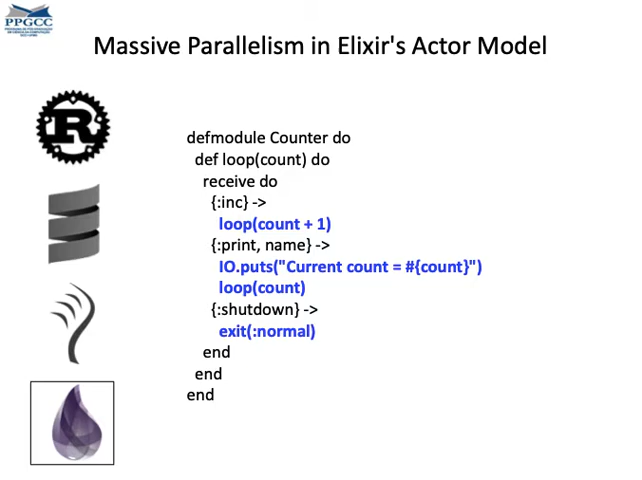 PPGCC
Massive Parallelism in Elixir's Actor Model
R
defmodule Counter do
def loop(count) do
receive do
{:inc} ->
loop(count + 1)
{:print, name} ->
IO.puts("Current count = #{count}")
loop(count)
{:shutdown} ->
exit(:normal)
end
end
end